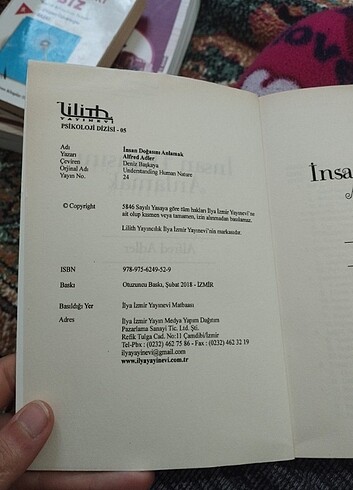 Lilith
YAYINEVİ
PSİKOLOJİ DİZİSİ - 05
Adı İnsan Doğasını Anlamak
Yazarı Alfred Adler
Çeviren Deniz Başkaya
Orjinal Adı Understanding Human Nature
Yayın No. 24
© Copyright 5846 Sayılı Yasaya göre tüm hakları İlya İzmir Yayınevi'ne
ait olup kısmen veya tamamen, izin alınmadan basılamaz.
Lilith Yayıncılık İlya İzmir Yayınevi'nin markasıdır.
ISBN 978-975-6249-52-9
Baskı Otuzuncu Baskı, Şubat 2018 - İZMİR
Basıldığı Yer İlya İzmir Yayınevi Matbaası
Adres İlya İzmir Yayın Medya Yapım Dağıtım
Pazarlama Sanayi Tic. Ltd. Şti.
Refik Tulga Cad. No:11 Çamdibi/İzmir
Tel-Pbx : (0232) 462 75 86 - Fax : (0232) 462 32 19
ilyayayinevi@gmail.com
www.ilyayayinevi.com.tr
İnsa